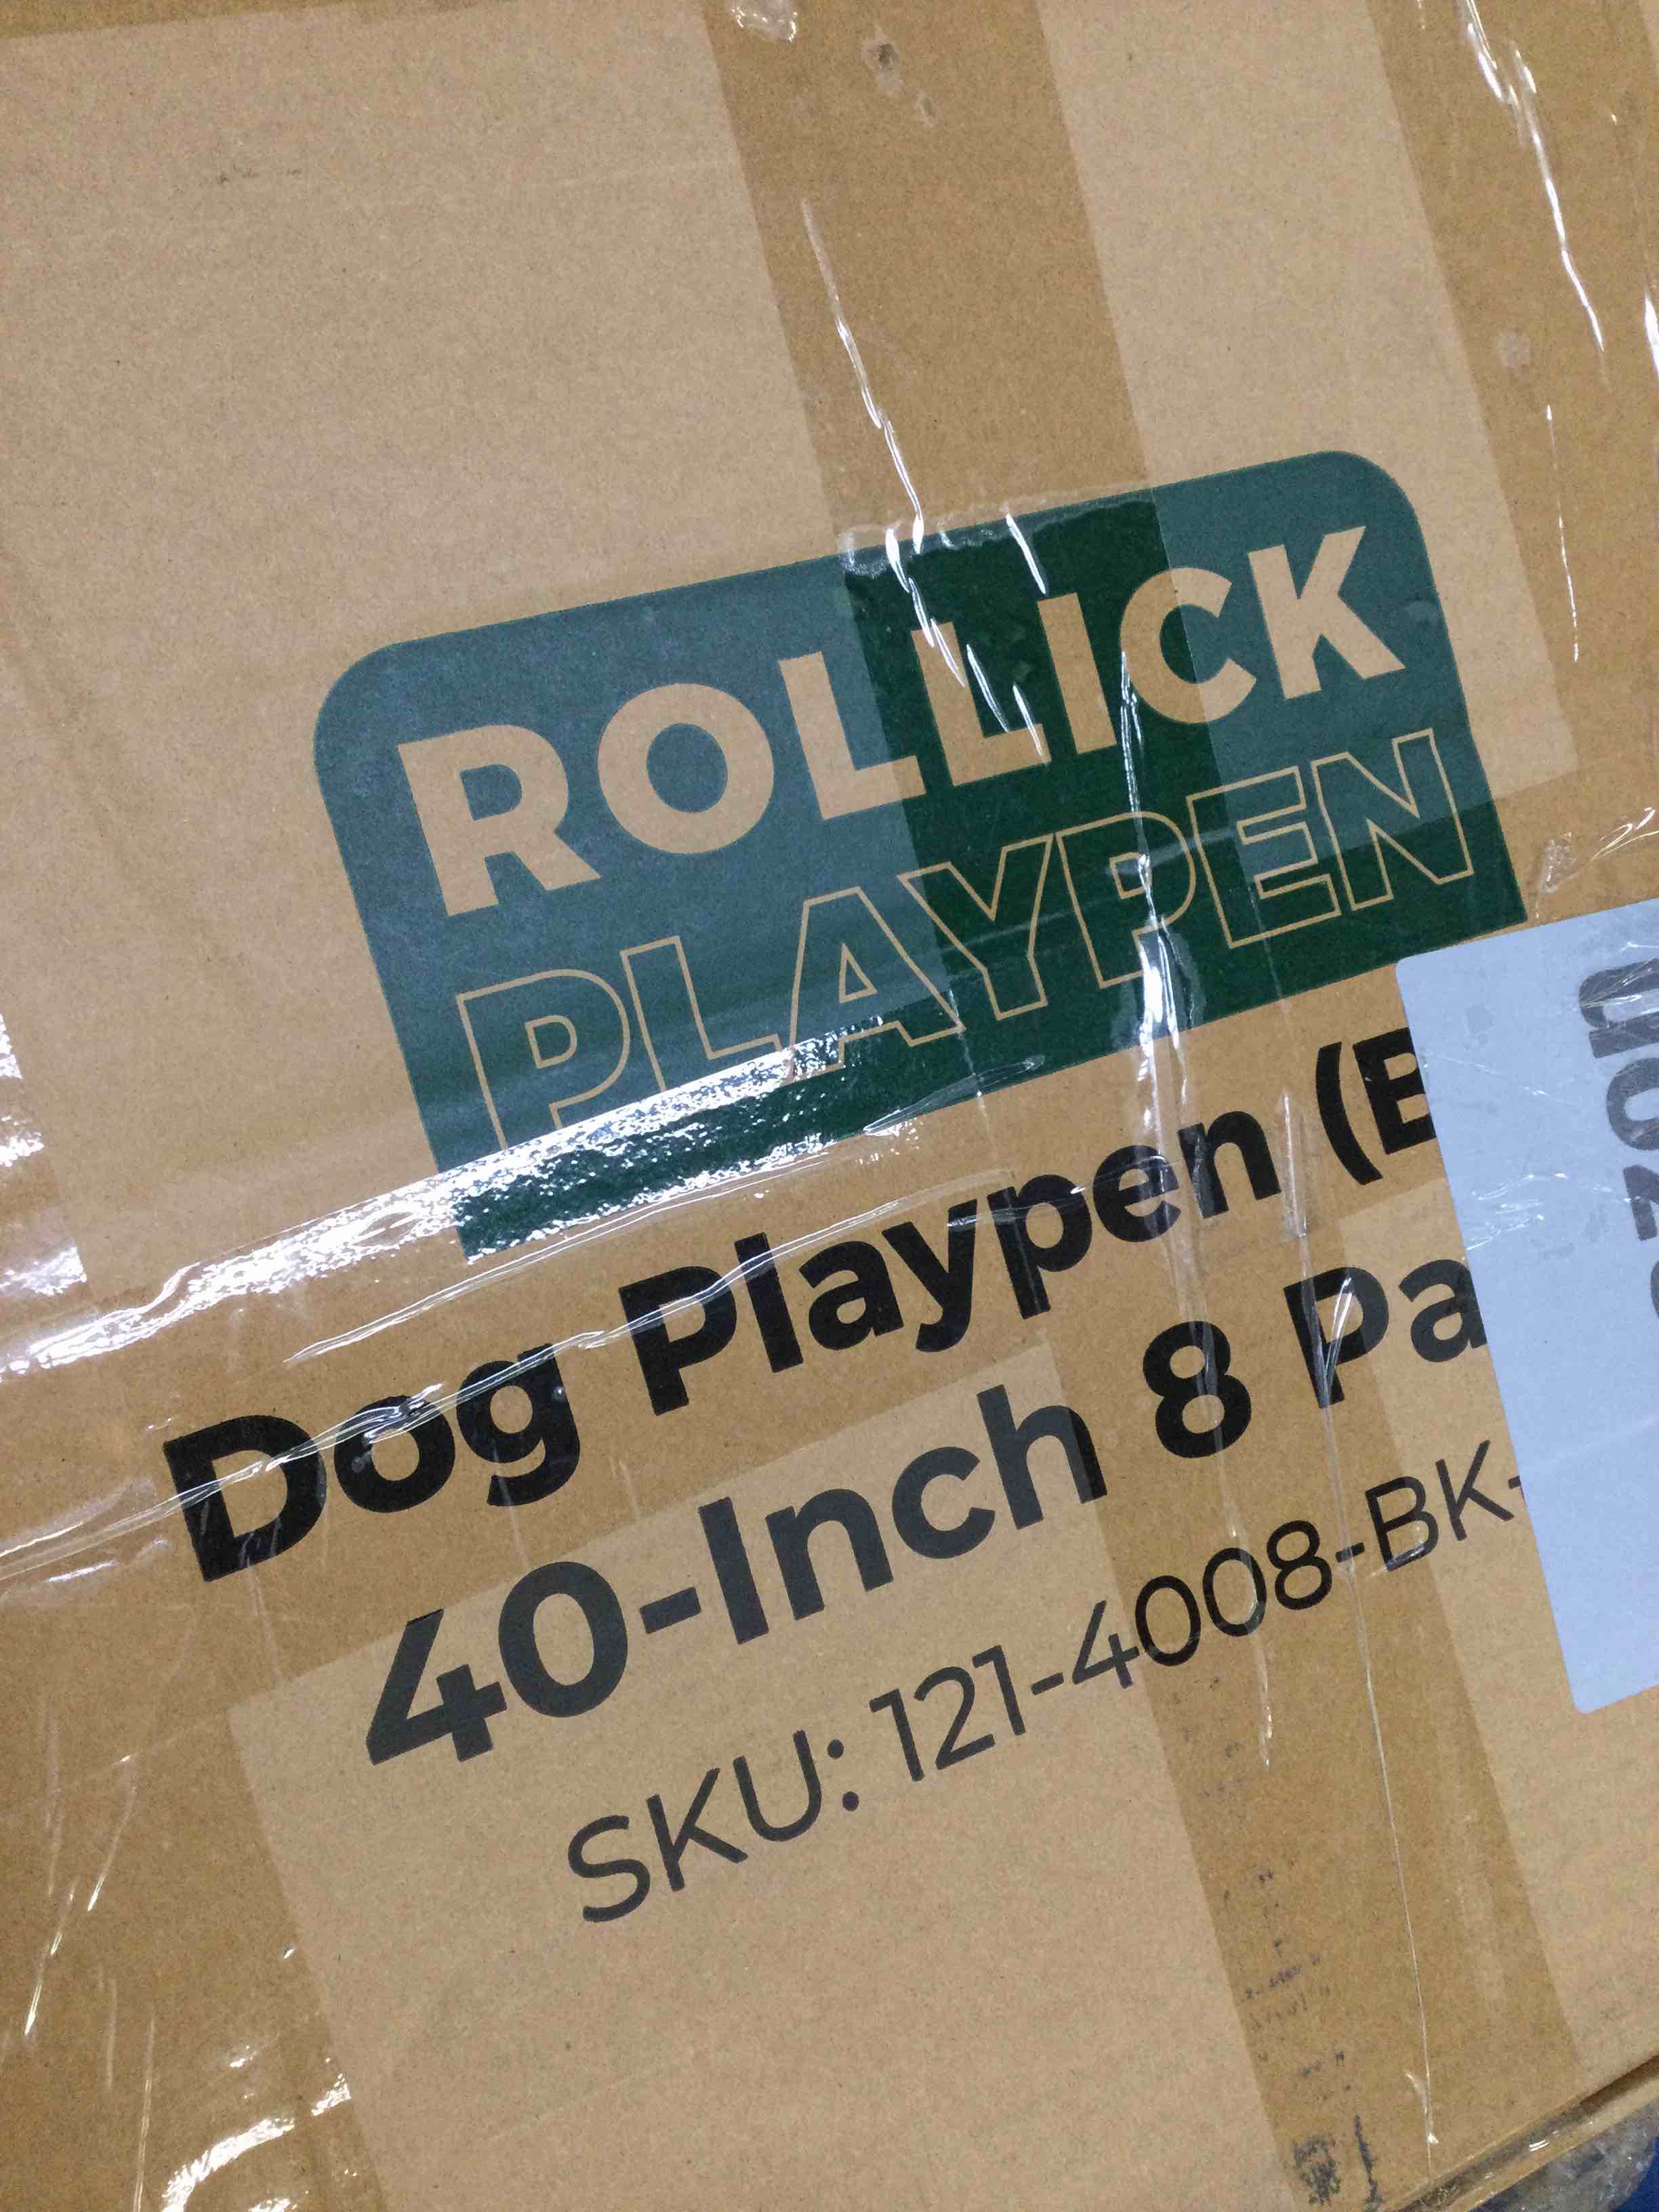 ROLLICK
PLAYPEN
Dog Playpen (B
40-Inch 8 Pa
SKU: 121-4008-BK-